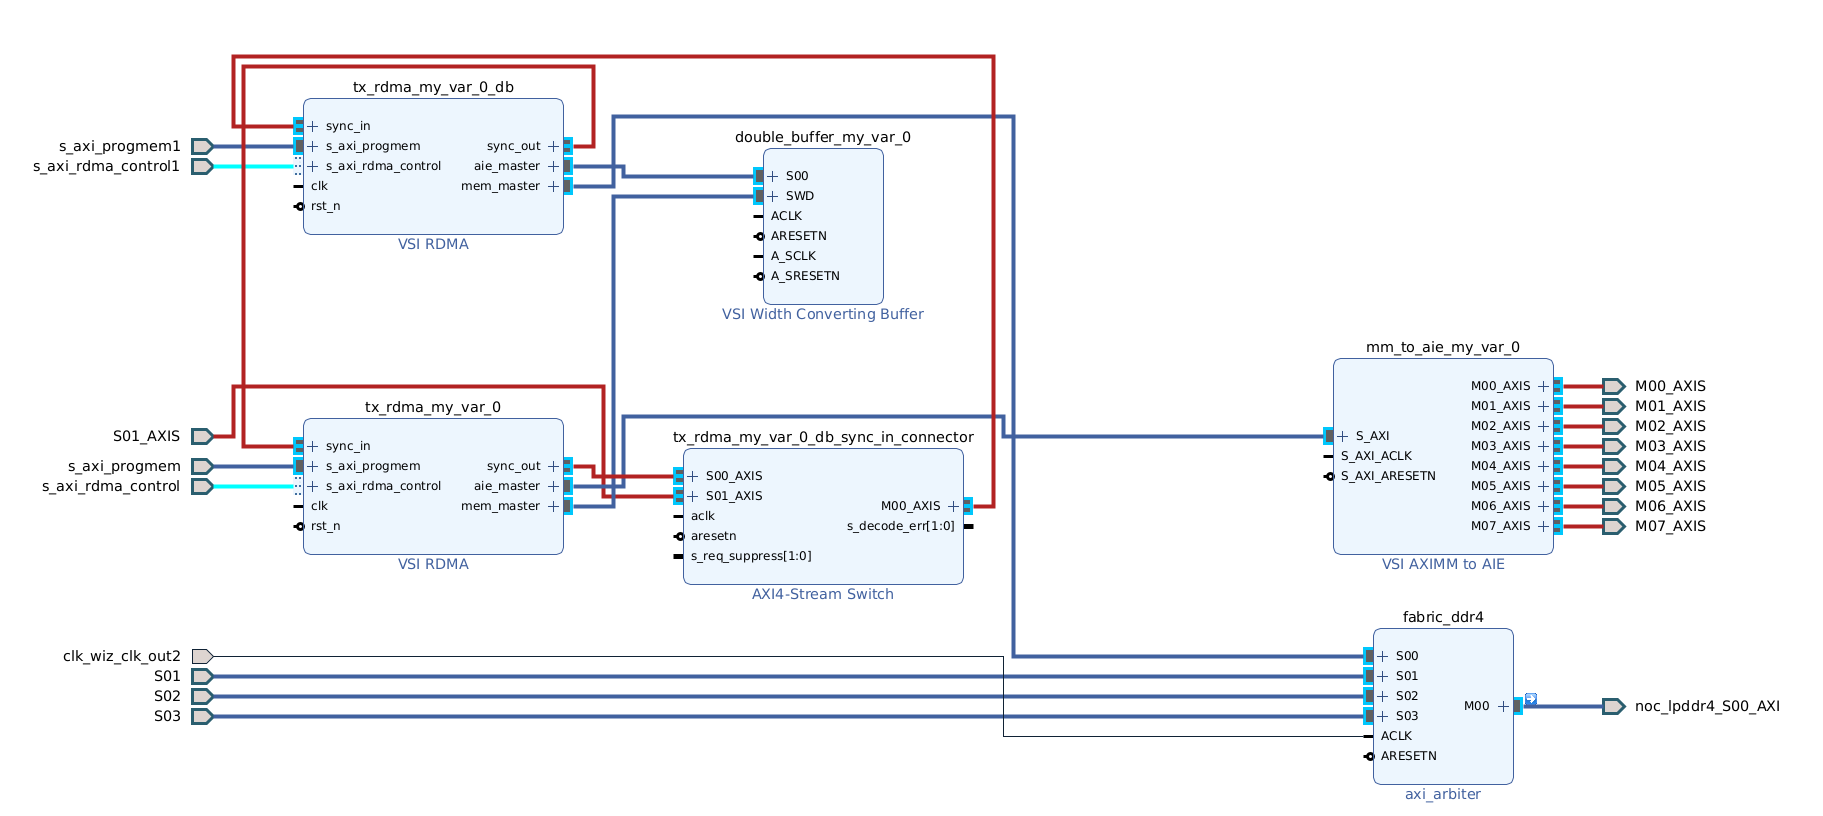 tx_rdma_my_var_0_db
sync_in
s_axi_progmem1
s_axi_progmem
sync_out
s_axi_rdma_control1
s_axi_rdma_control
aie_master
clk
mem_master
rst_n
VSI RDMA
double_buffer_my_var_0
S00
SWD
ACLK
ARESETN
A_SCLK
A_SRESETN
VSI Width Converting Buffer
tx_rdma_my_var_0
S01_AXIS
sync_in
s_axi_progmem
s_axi_progmem
sync_out
s_axi_rdma_control
s_axi_rdma_control
aie_master
clk
mem_master
rst_n
VSI RDMA
tx_rdma_my_var_0_db_sync_in_connector
S00_AXIS
S01_AXIS
aclk
M00_AXIS
aresetn
s_decode_err[1:0]
s_req_suppress[1:0]
AXI4-Stream Switch
mm_to_aie_my_var_0
S_AXI
S_AXI_ACLK
S_AXI_ARESETN
M00_AXIS
M01_AXIS
M02_AXIS
M03_AXIS
M04_AXIS
M05_AXIS
M06_AXIS
M07_AXIS
VSI AXIMM to AIE
M00_AXIS
M01_AXIS
M02_AXIS
M03_AXIS
M04_AXIS
M05_AXIS
M06_AXIS
M07_AXIS
clk_wiz_clk_out2
S01
S02
S03
fabric_ddr4
S00
S01
S02
S03
ACLK
ARESETN
M00
axi_arbiter
noc_lpddr4_S00_AXI